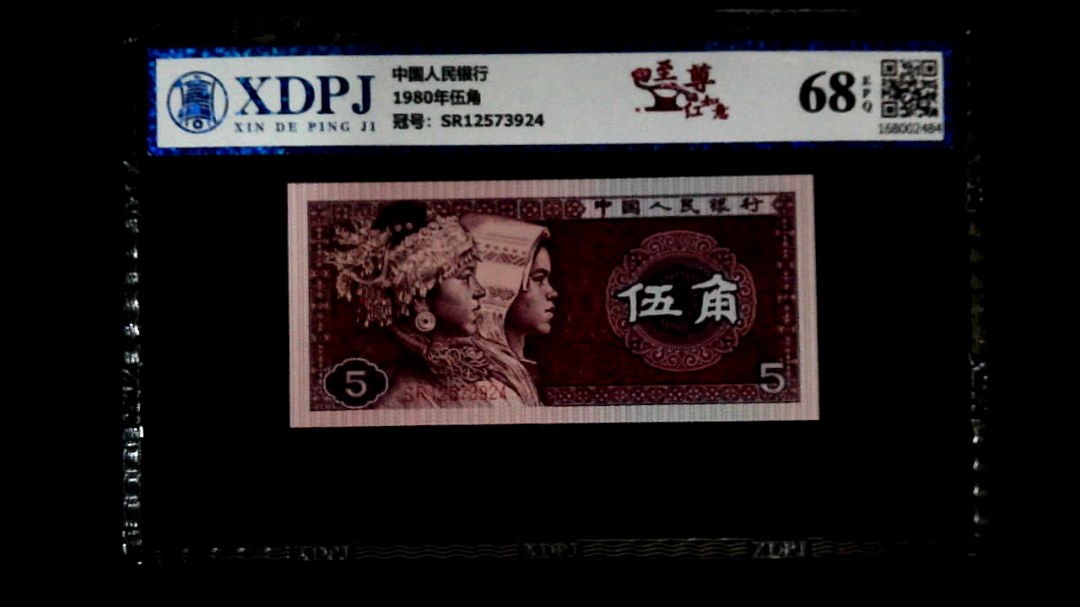 XDPJ
XIN DE PING JI
中国人民银行
1980年伍角
冠号：SR12573924
至尊
红如意
68
EPQ
168002484
中国人民银行
伍角
5
5
SR12573924
XDPJ
XDPJ
XDPJ